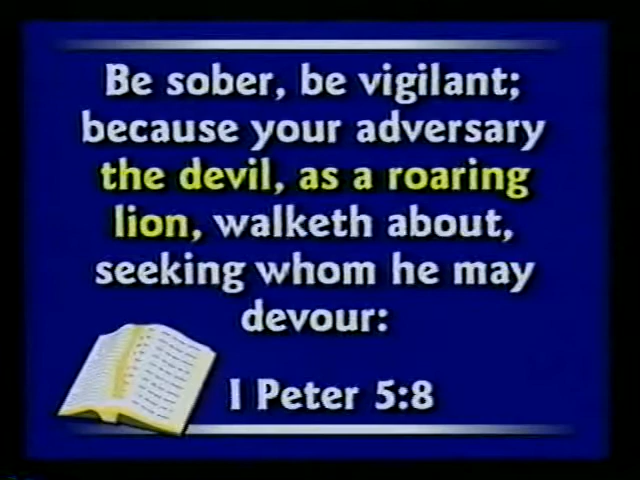 Be sober, be vigilant;
because your adversary
the devil, as a roaring
lion, walketh about,
seeking whom he may
devour:
I Peter 5:8